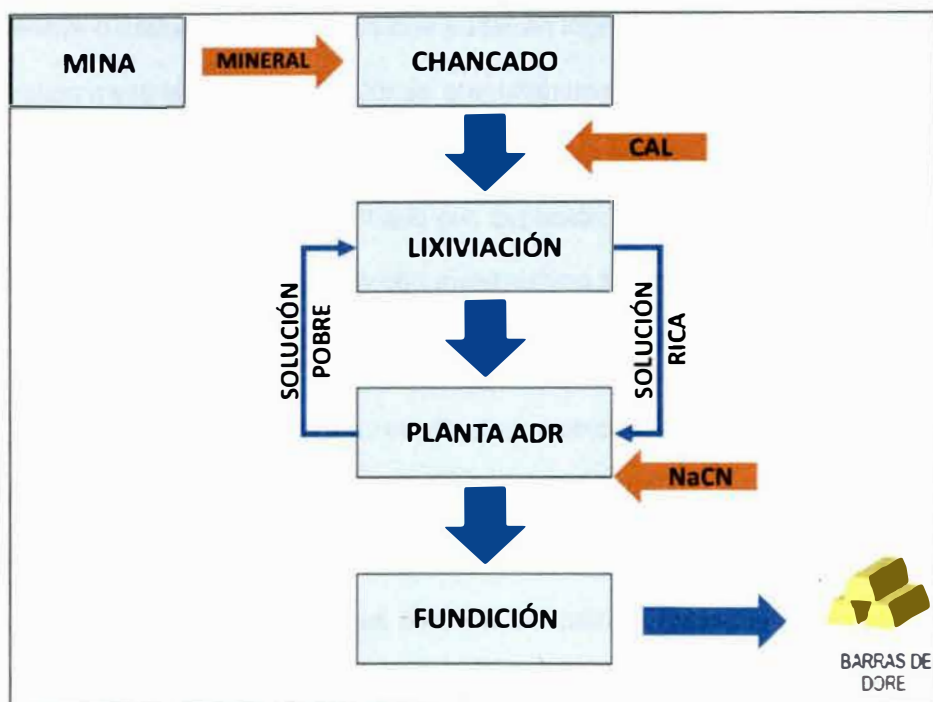 MINA
MINERAL
CHANCADO
CAL
LIXIVIACIÓN
SOLUCIÓN
POBRE
SOLUCIÓN
RICA
PLANTA ADR
NaCN
FUNDICIÓN
BARRAS DE
DORE